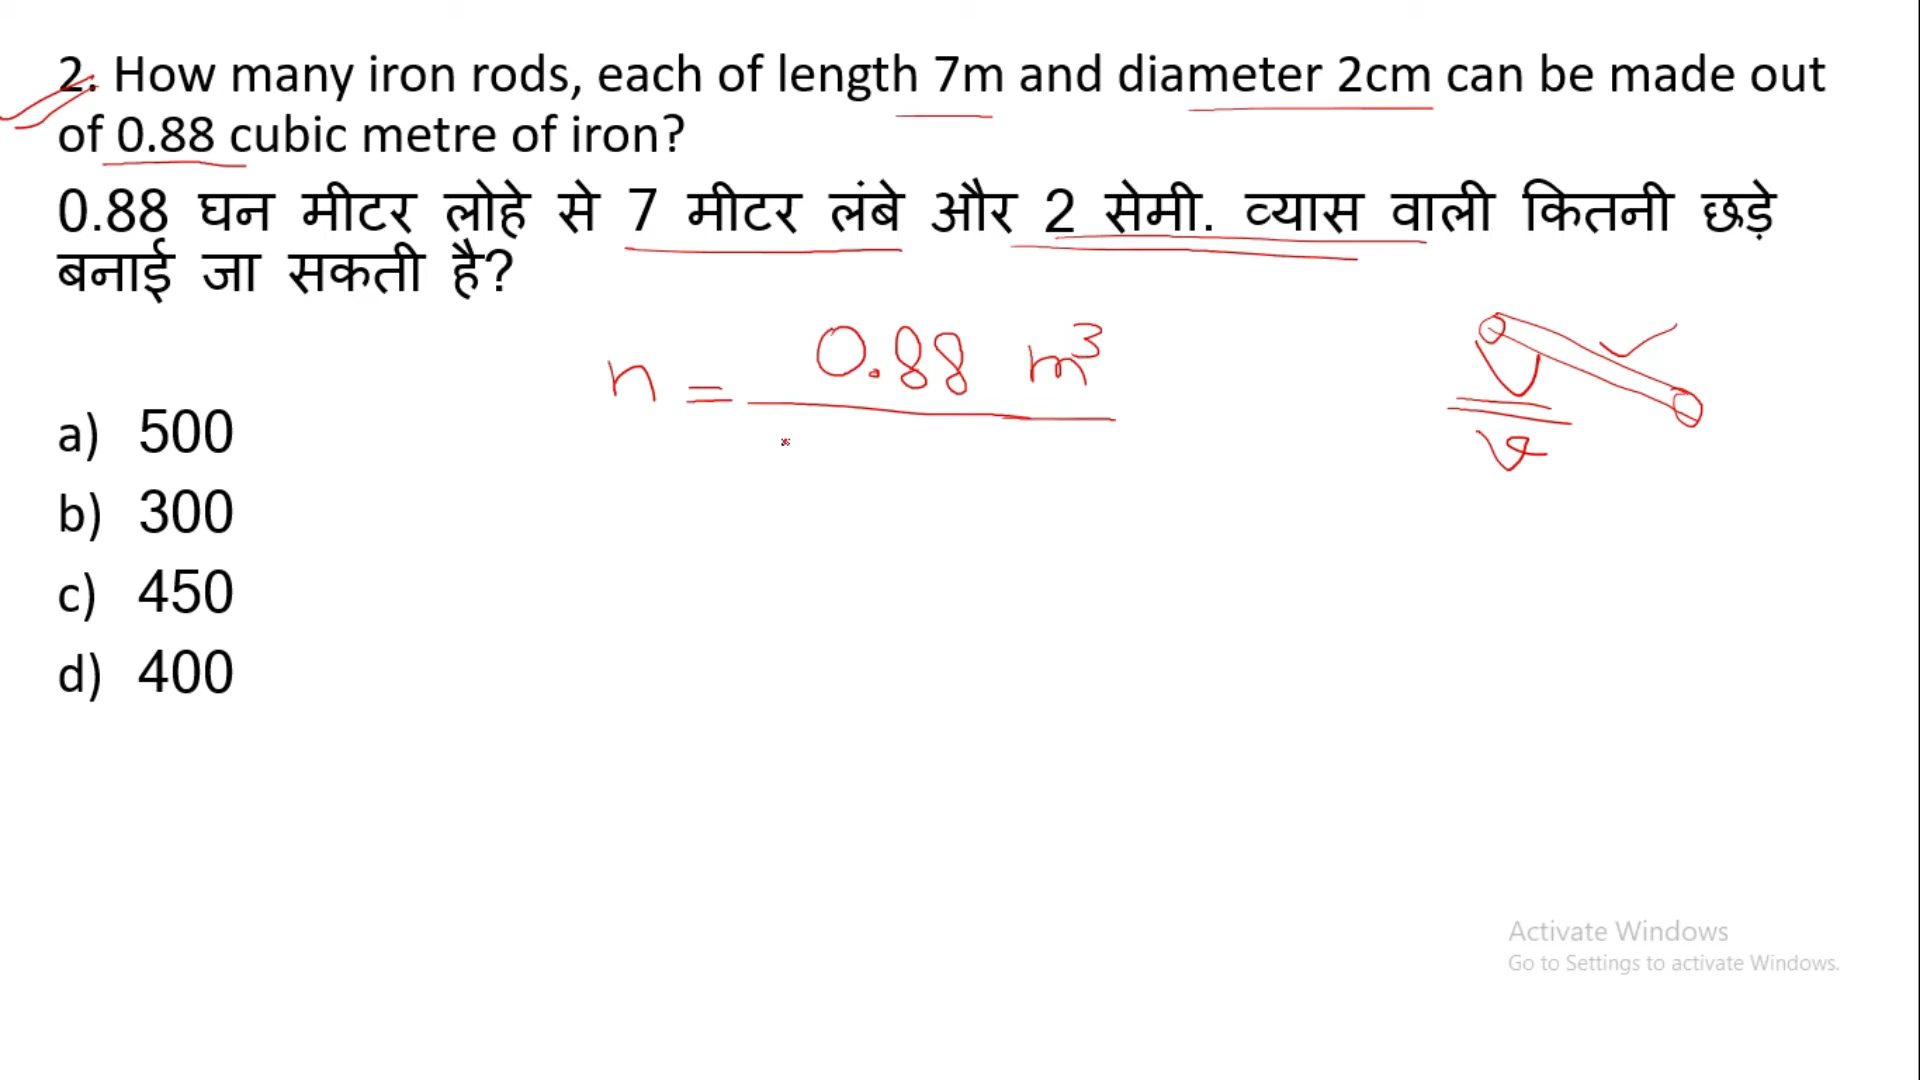 2. How many iron rods, each of length 7m and diameter 2cm can be made out
of 0.88 cubic metre of iron?
0.88 घन मीटर लोहे से 7 मीटर लंबे और 2 सेमी. व्यास वाली कितनी छड़े
बनाई जा सकती है?
n = 0.88 m³
V
v
a) 500
b) 300
c) 450
d) 400
Activate Windows
Go to Settings to activate Windows.